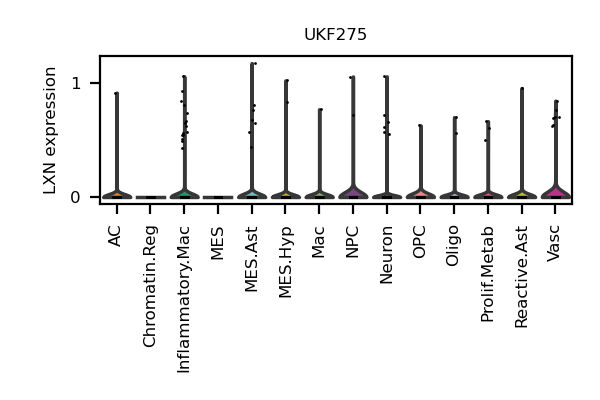 UKF275
LXN expression
1
0
AC
Chromatin.Reg
Inflammatory.Mac
MES
MES.Ast
MES.Hyp
Mac
NPC
Neuron
OPC
Oligo
Prolif.Metab
Reactive.Ast
Vasc